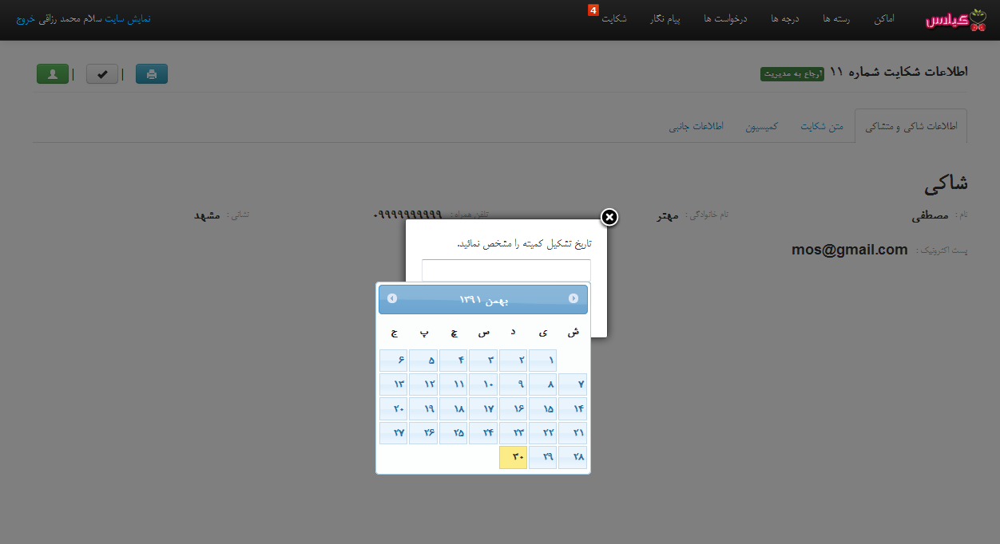 گیلاس اماکن رسته ها درجه ها درخواست ها پیام نگار شکایت 4 نمایش سایت سلام محمد رزاقی خروج
اطلاعات شکایت شماره ۱۱ ارجاع به مدیریت
اطلاعات شاکی و متشاکی متن شکایت کمیسیون اطلاعات جانبی
شاکی
نام : مصطفی نام خانوادگی : مهتر تلفن همراه : ۰۹۹۹۹۹۹۹۹۹۹ نشانی : مشهد
پست اکترونیک : mos@gmail.com
تاریخ تشکیل کمیته را مشخص نمائید.
بهمن ۱۳۹۱
ش ی د س چ پ ج
۱ ۲ ۳ ۴ ۵ ۶
۷ ۸ ۹ ۱۰ ۱۱ ۱۲ ۱۳
۱۴ ۱۵ ۱۶ ۱۷ ۱۸ ۱۹ ۲۰
۲۱ ۲۲ ۲۳ ۲۴ ۲۵ ۲۶ ۲۷
۲۸ ۲۹ ۳۰